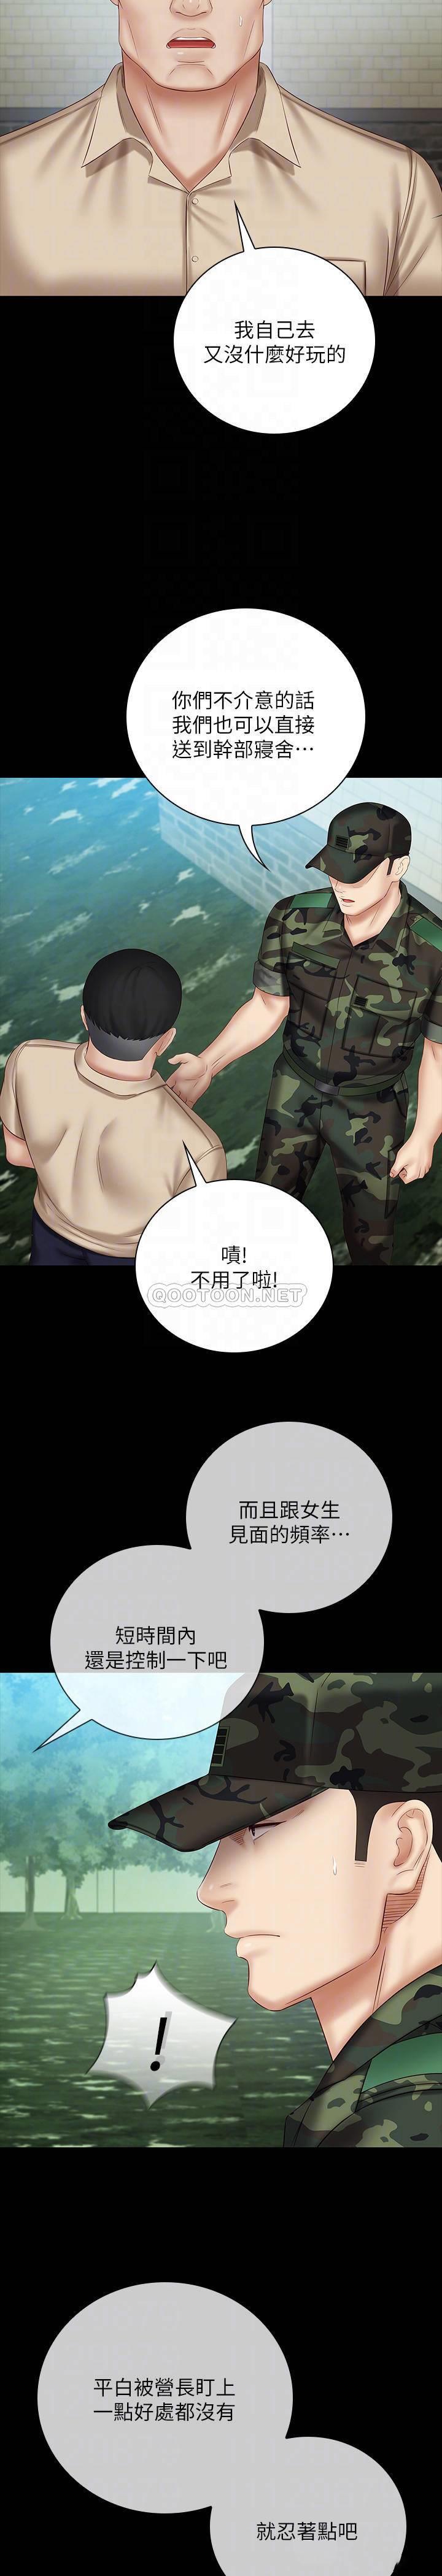 我自己去
又沒什麼好玩的
你們不介意的話
我們也可以直接
送到幹部寢舍…
嘖!
不用了啦!
QOOTOON.NET
而且跟女生
見面的頻率…
短時間內
還是控制一下吧
!
平白被營長盯上
一點好處都沒有
就忍著點吧